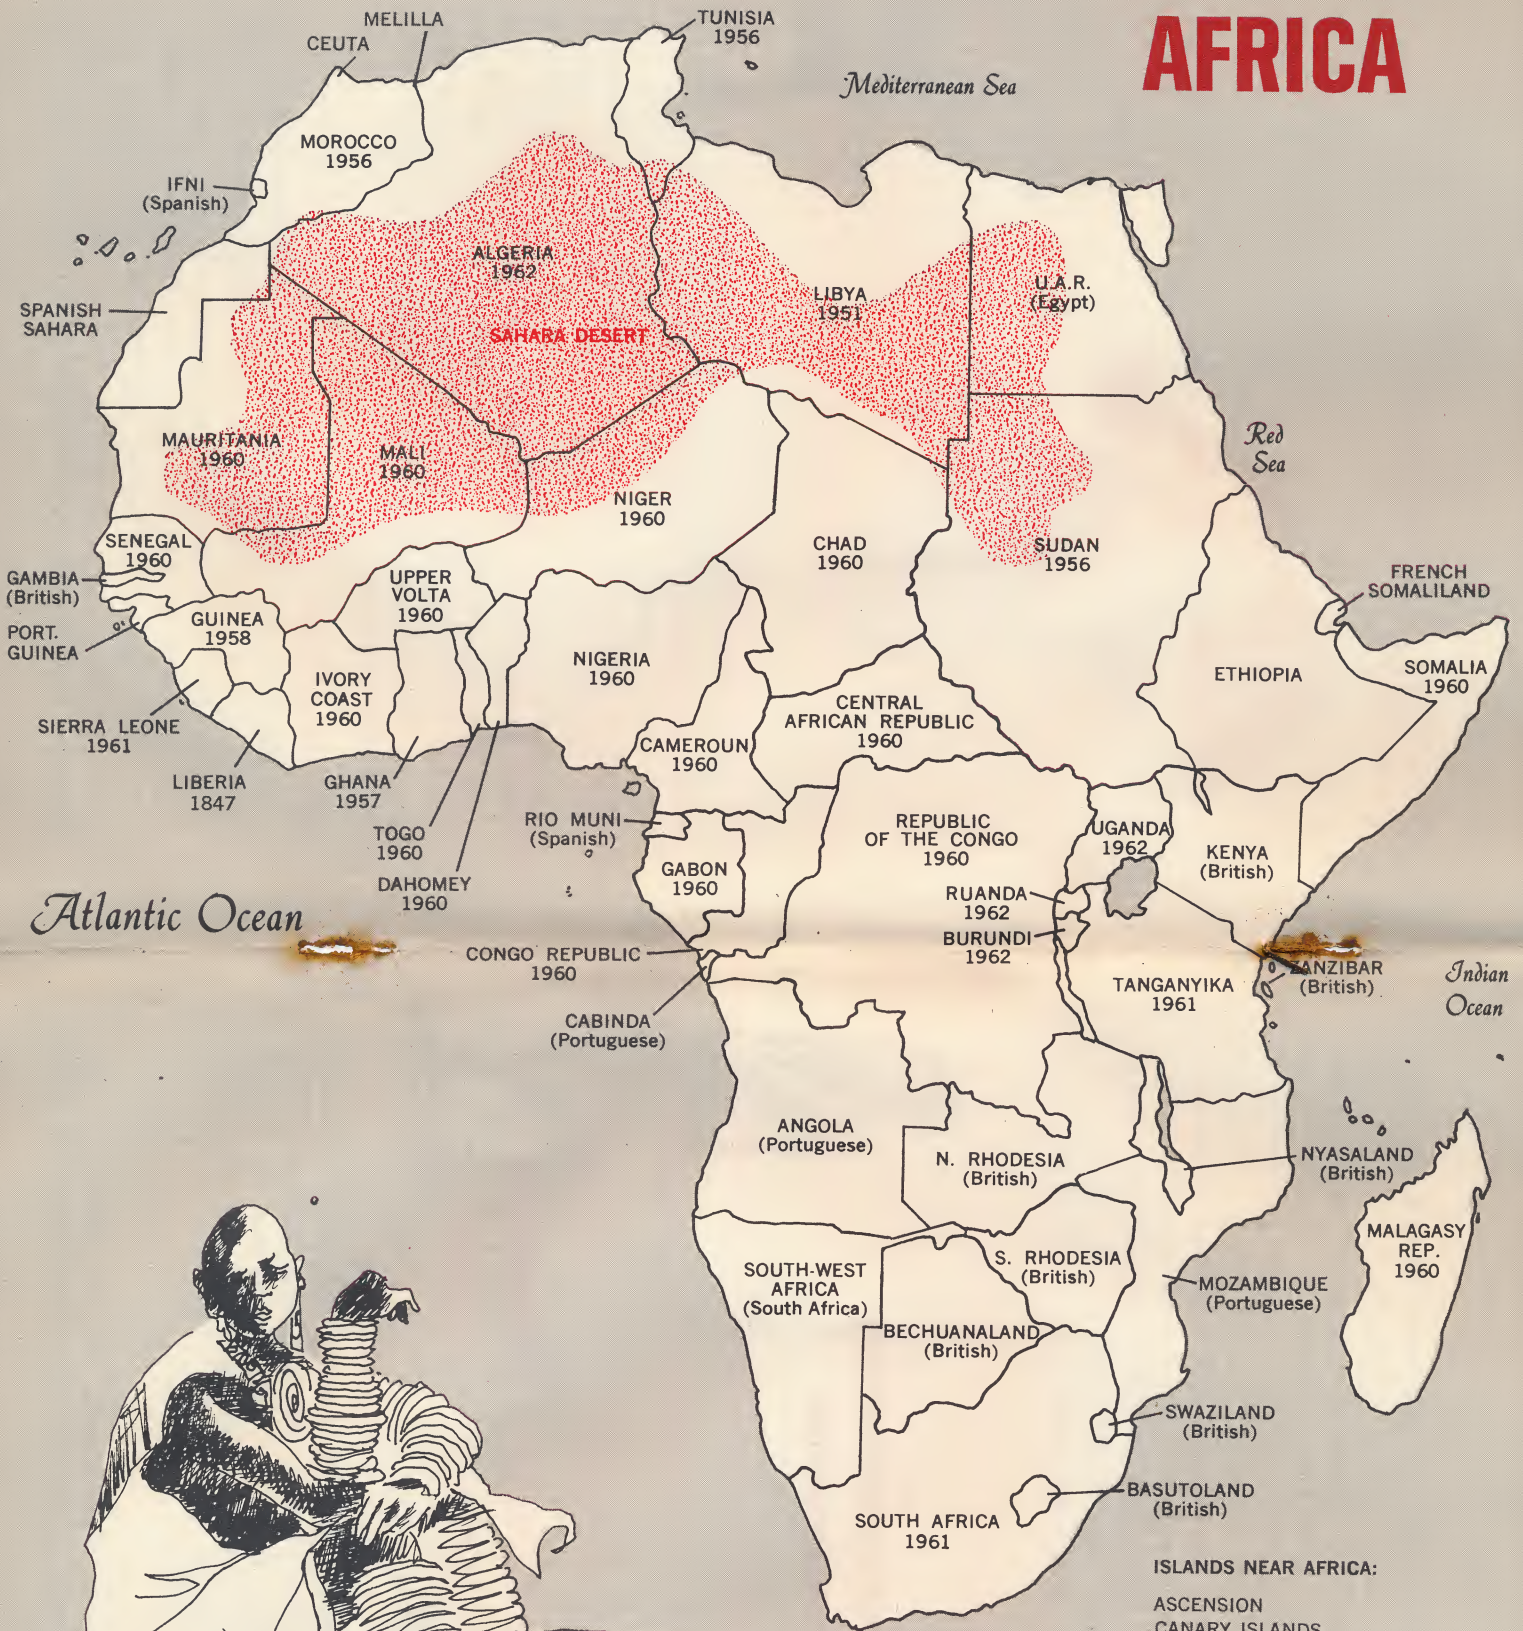 AFRICA
MELILLA
CEUTA
TUNISIA
1956
Mediterranean Sea
MOROCCO
1956
IFNI
(Spanish)
ALGERIA
1962
SAHARA DESERT
LIBYA
1951
U.A.R.
(Egypt)
SPANISH
SAHARA
MAURITANIA
1960
MALI
1960
NIGER
1960
CHAD
1960
SUDAN
1956
Red
Sea
SENEGAL
1960
GAMBIA
(British)
PORT.
GUINEA
GUINEA
1958
UPPER
VOLTA
1960
FRENCH
SOMALILAND
SOMALIA
1960
ETHIOPIA
NIGERIA
1960
IVORY
COAST
1960
SIERRA LEONE
1961
LIBERIA
1847
GHANA
1957
TOGO
1960
DAHOMEY
1960
CENTRAL
AFRICAN REPUBLIC
1960
CAMEROUN
1960
RIO MUNI
(Spanish)
GABON
1960
REPUBLIC
OF THE CONGO
1960
UGANDA
1962
KENYA
(British)
RUANDA
1962
BURUNDI
1962
Atlantic Ocean
CONGO REPUBLIC
1960
CABINDA
(Portuguese)
TANGANYIKA
1961
ZANZIBAR
(British)
Indian
Ocean
ANGOLA
(Portuguese)
N. RHODESIA
(British)
NYASALAND
(British)
MALAGASY
REP.
1960
SOUTH-WEST
AFRICA
(South Africa)
S. RHODESIA
(British)
MOZAMBIQUE
(Portuguese)
BECHUANALAND
(British)
SWAZILAND
(British)
BASUTOLAND
(British)
SOUTH AFRICA
1961
ISLANDS NEAR AFRICA:
ASCENSION
CANARY ISLANDS